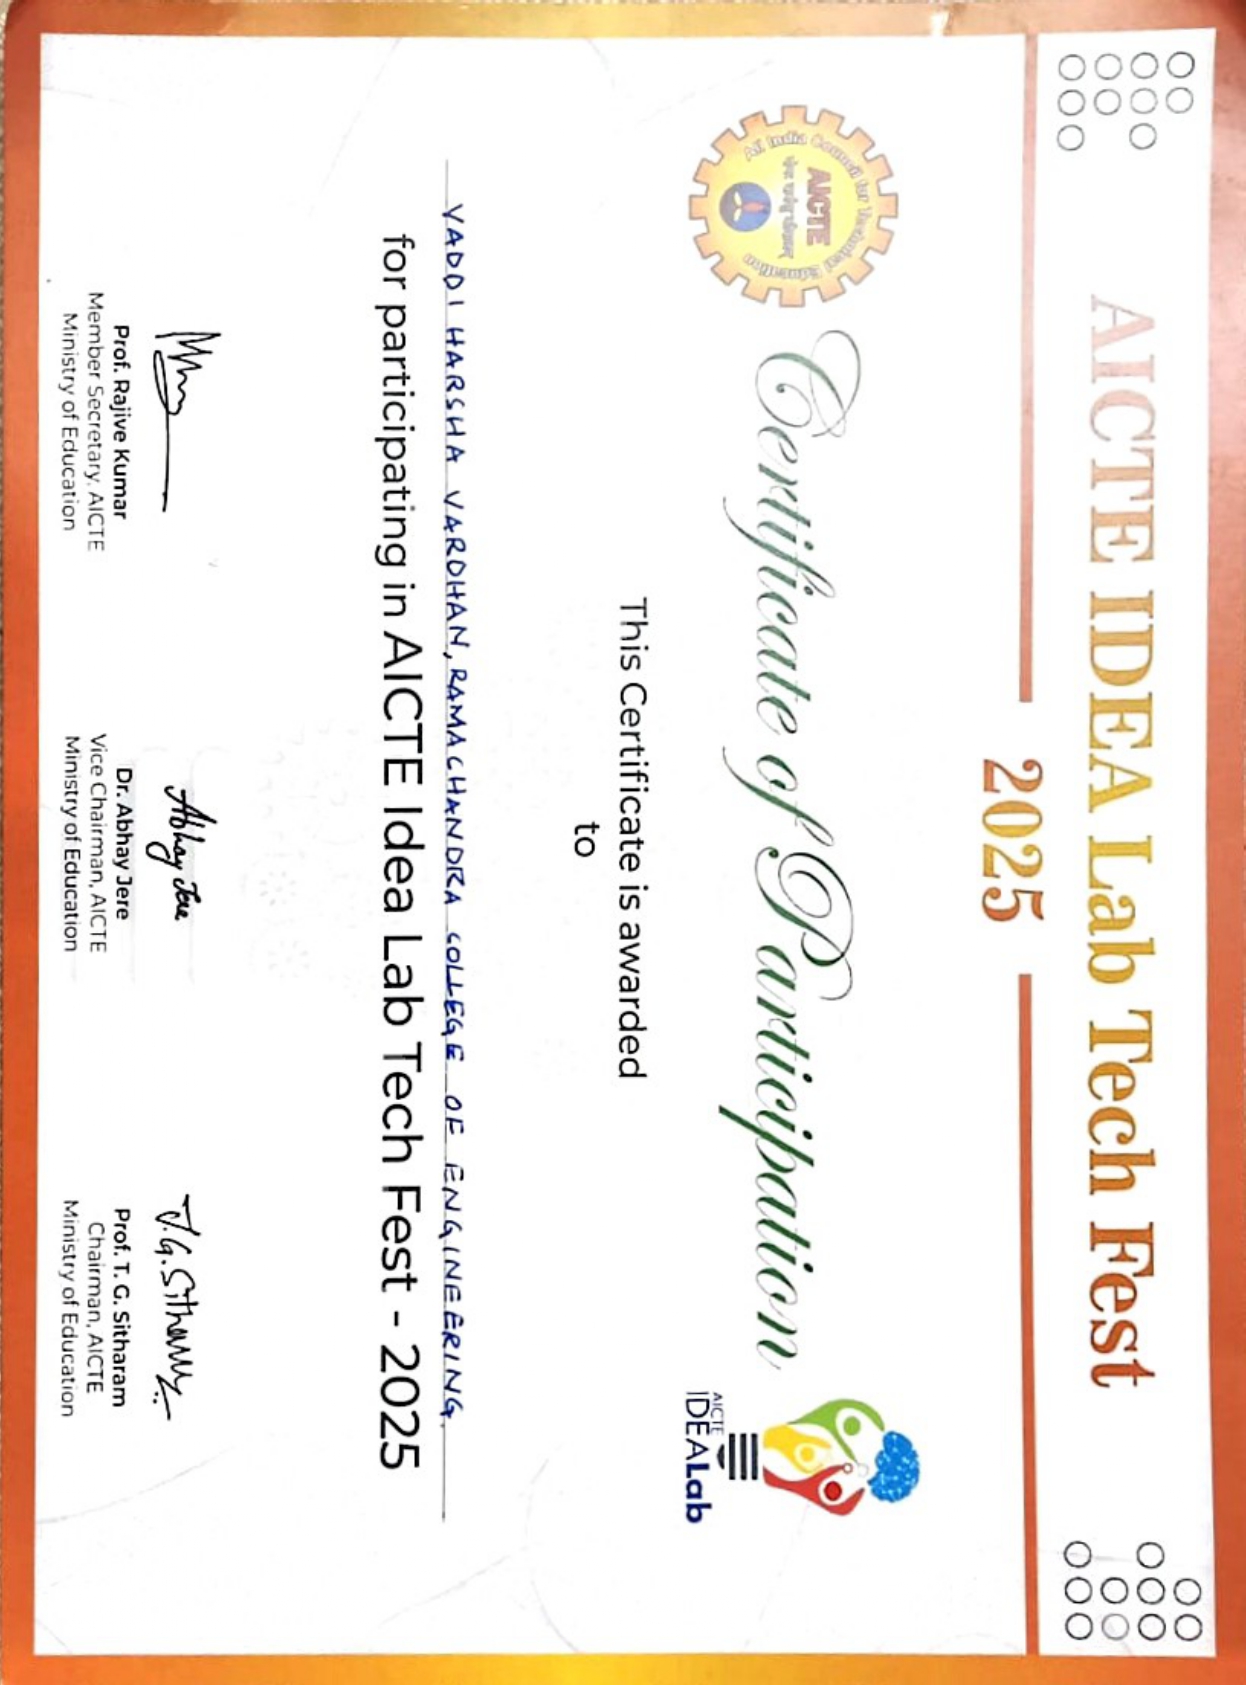 AICTE IDEA Lab Tech Fest
2025
All India Council for Technical Education
AICTE
Certificate of Participation
AICTE
IDEALab
This Certificate is awarded
to
VADDI HARSHA VARDHAN, RAMACHANDRA COLLEGE OF ENGINEERING.
for participating in AICTE Idea Lab Tech Fest - 2025
Abhay Jere
T.G. Sitharam
Prof. Rajive Kumar
Member Secretary, AICTE
Ministry of Education
Dr. Abhay Jere
Vice Chairman, AICTE
Ministry of Education
Prof. T. G. Sitharam
Chairman, AICTE
Ministry of Education